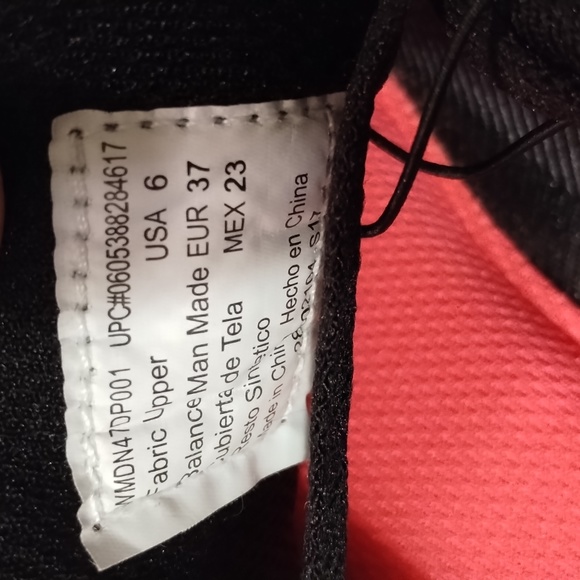 WMDN470P001 UPC#0605388284617
Fabric Upper USA 6
Balance Man Made EUR 37
Cubierta de Tela MEX 23
Resto Sintético
Made in China Hecho en China